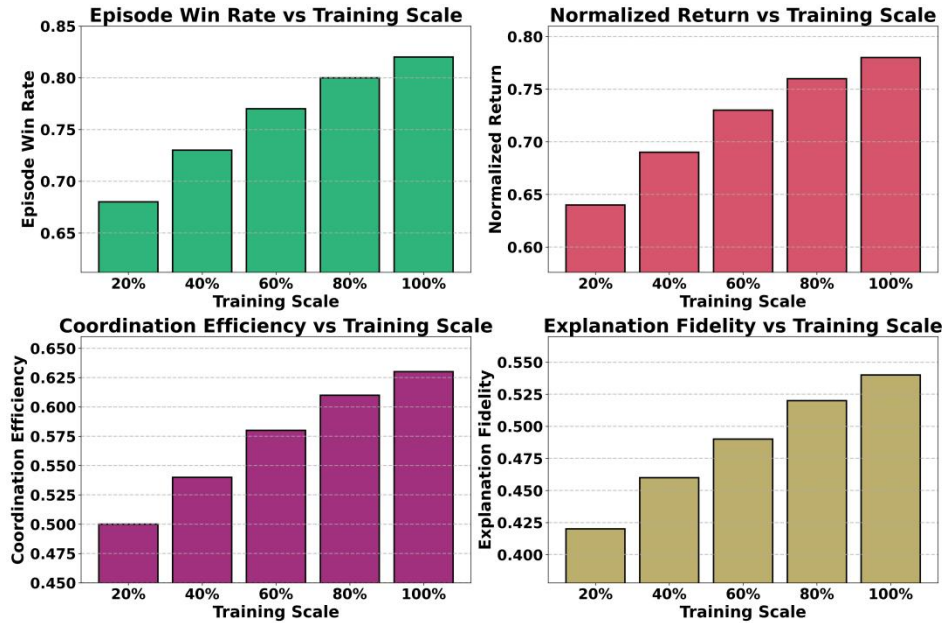 Episode Win Rate vs Training Scale
0.85
0.80
0.75
0.70
0.65
Episode Win Rate
20% 40% 60% 80% 100%
Training Scale
Normalized Return vs Training Scale
0.80
0.75
0.70
0.65
0.60
Normalized Return
20% 40% 60% 80% 100%
Training Scale
Coordination Efficiency vs Training Scale
0.650
0.625
0.600
0.575
0.550
0.525
0.500
0.475
0.450
Coordination Efficiency
20% 40% 60% 80% 100%
Training Scale
Explanation Fidelity vs Training Scale
0.550
0.525
0.500
0.475
0.450
0.425
0.400
Explanation Fidelity
20% 40% 60% 80% 100%
Training Scale